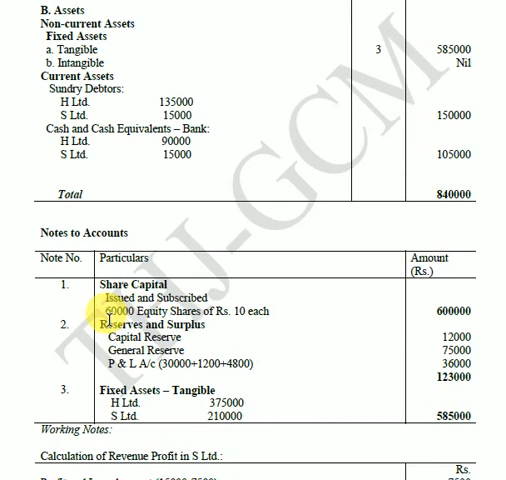 B. Assets
Non-current Assets
Fixed Assets
a. Tangible 3 585000
b. Intangible Nil
Current Assets
Sundry Debtors:
H Ltd. 135000
S Ltd. 15000 150000
Cash and Cash Equivalents – Bank:
H Ltd. 90000
S Ltd. 15000 105000
Total 840000
Notes to Accounts
Note No. Particulars Amount
(Rs.)
1. Share Capital
Issued and Subscribed
60000 Equity Shares of Rs. 10 each 600000
2. Reserves and Surplus
Capital Reserve 12000
General Reserve 75000
P & L A/c (30000+1200+4800) 36000
123000
3. Fixed Assets – Tangible
H Ltd. 375000
S Ltd. 210000 585000
Working Notes:
Calculation of Revenue Profit in S Ltd.:
Rs.
THJ-GCM